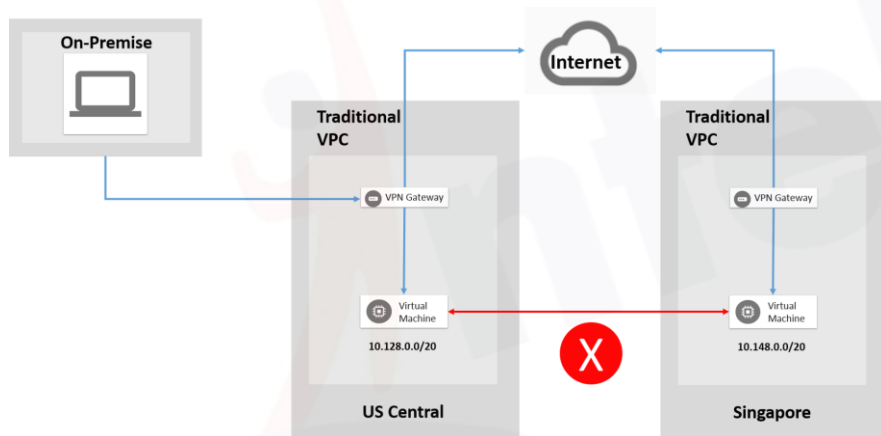 On-Premise
Internet
Traditional
VPC
VPN Gateway
Virtual
Machine
10.128.0.0/20
US Central
X
Traditional
VPC
VPN Gateway
Virtual
Machine
10.148.0.0/20
Singapore